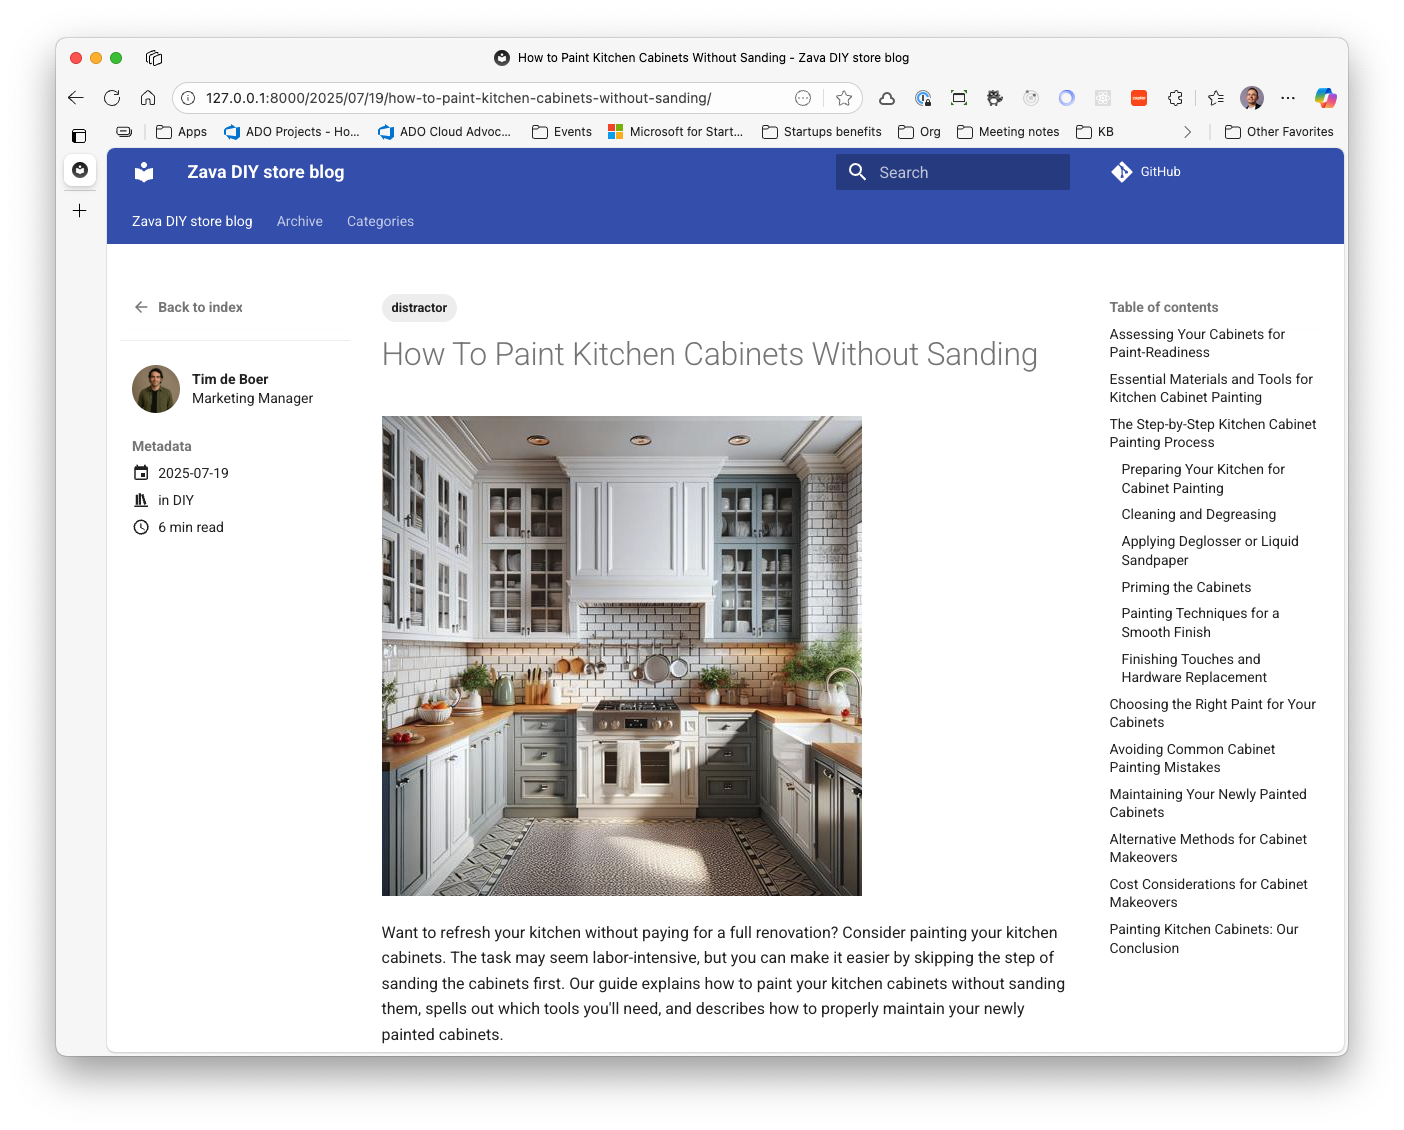 How to Paint Kitchen Cabinets Without Sanding - Zava DIY store blog
127.0.0.1:8000/2025/07/19/how-to-paint-kitchen-cabinets-without-sanding/
Apps
ADO Projects - Ho...
ADO Cloud Advoc...
Events
Microsoft for Start...
Startups benefits
Org
Meeting notes
KB
Other Favorites
Zava DIY store blog
Search
GitHub
Zava DIY store blog
Archive
Categories
Back to index
Tim de Boer
Marketing Manager
Metadata
2025-07-19
in DIY
6 min read
distractor
How To Paint Kitchen Cabinets Without Sanding
Want to refresh your kitchen without paying for a full renovation? Consider painting your kitchen
cabinets. The task may seem labor-intensive, but you can make it easier by skipping the step of
sanding the cabinets first. Our guide explains how to paint your kitchen cabinets without sanding
them, spells out which tools you'll need, and describes how to properly maintain your newly
painted cabinets.
Table of contents
Assessing Your Cabinets for
Paint-Readiness
Essential Materials and Tools for
Kitchen Cabinet Painting
The Step-by-Step Kitchen Cabinet
Painting Process
Preparing Your Kitchen for
Cabinet Painting
Cleaning and Degreasing
Applying Deglosser or Liquid
Sandpaper
Priming the Cabinets
Painting Techniques for a
Smooth Finish
Finishing Touches and
Hardware Replacement
Choosing the Right Paint for Your
Cabinets
Avoiding Common Cabinet
Painting Mistakes
Maintaining Your Newly Painted
Cabinets
Alternative Methods for Cabinet
Makeovers
Cost Considerations for Cabinet
Makeovers
Painting Kitchen Cabinets: Our
Conclusion